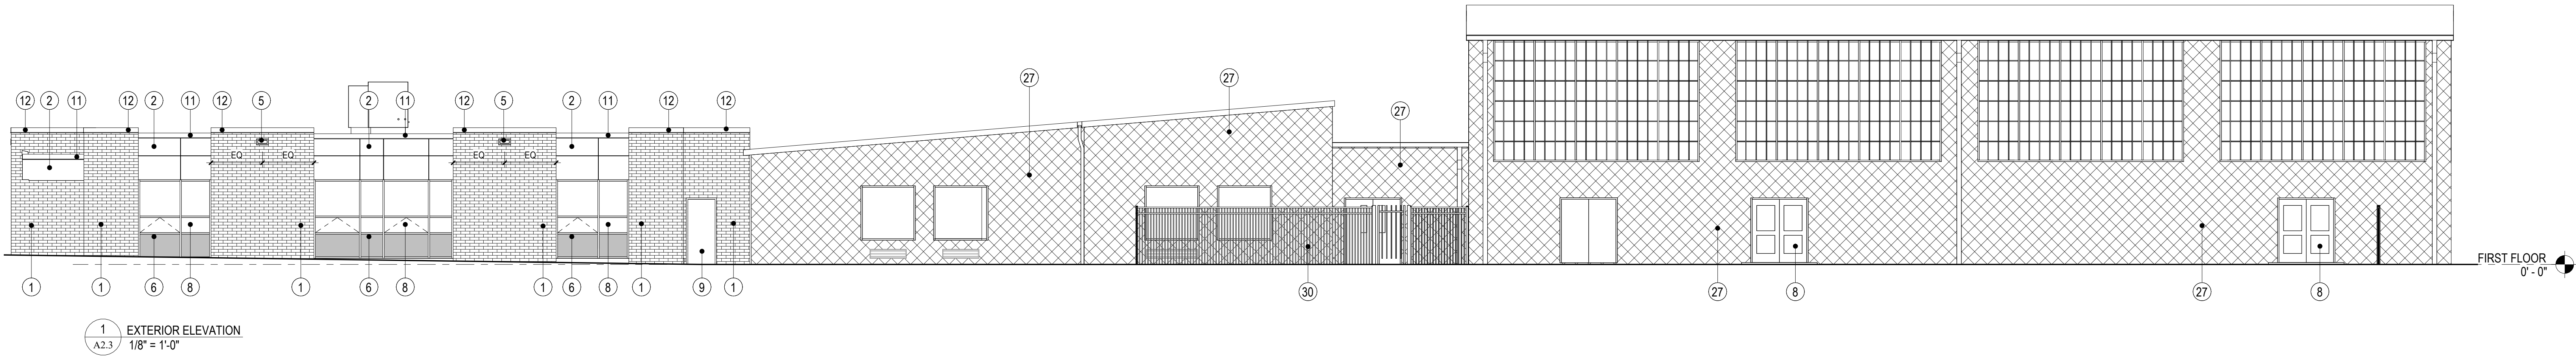 27 27
27
12 2 11 12 2 11 12 5 2 11 12 5 2 11 12 12
EQ EQ EQ EQ
FIRST FLOOR
0' - 0"
1 1 6 8 1 6 8 1 6 8 1 9 1 30 27 8 27 8
1 EXTERIOR ELEVATION
A2.3 1/8" = 1'-0"